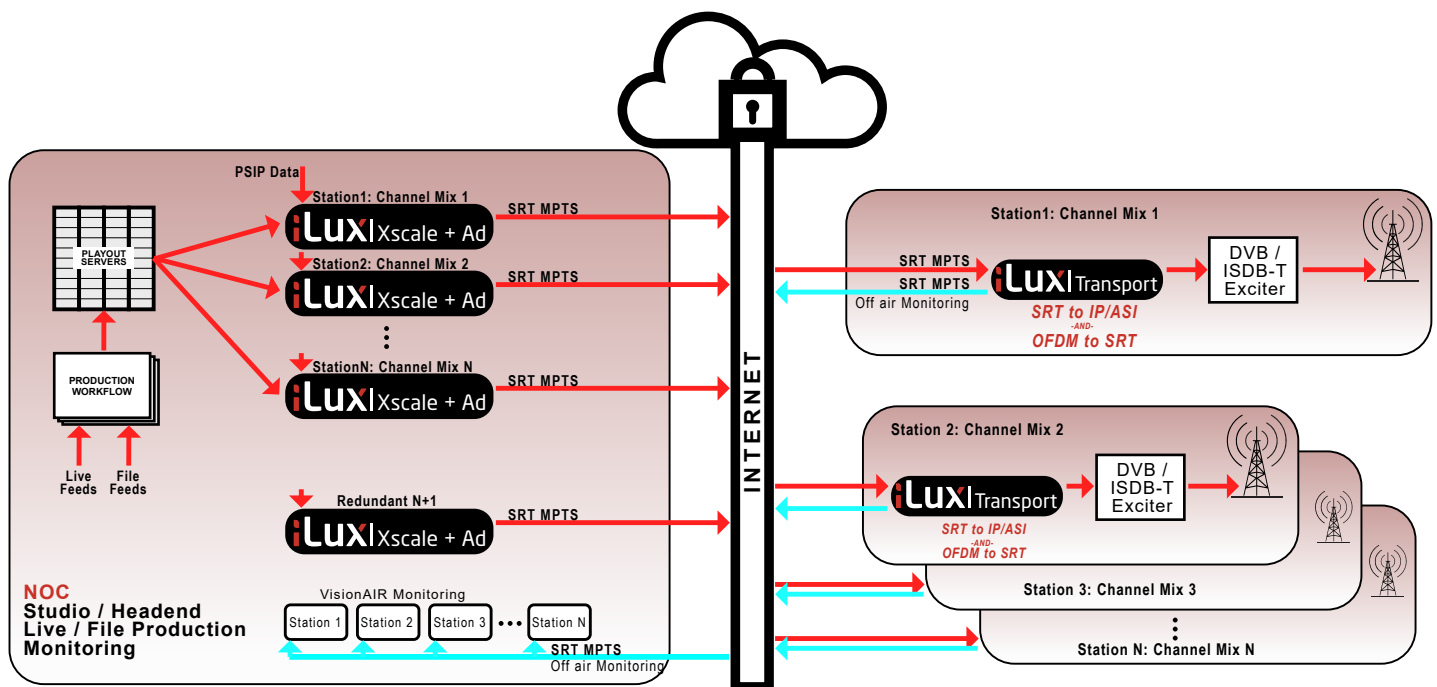 PSIP Data
Station1: Channel Mix 1
iLux Xscale + Ad
SRT MPTS
PLAYOUT
SERVERS
Station2: Channel Mix 2
iLux Xscale + Ad
SRT MPTS
StationN: Channel Mix N
iLux Xscale + Ad
SRT MPTS
PRODUCTION
WORKFLOW
Live
Feeds
File
Feeds
Redundant N+1
iLux Xscale + Ad
SRT MPTS
NOC
Studio / Headend
Live / File Production
Monitoring
VisionAIR Monitoring
Station 1
Station 2
Station 3
Station N
SRT MPTS
Off air Monitoring
INTERNET
Station1: Channel Mix 1
SRT MPTS
SRT MPTS
Off air Monitoring
iLux Transport
SRT to IP/ASI
-AND-
OFDM to SRT
DVB /
ISDB-T
Exciter
Station 2: Channel Mix 2
iLux Transport
SRT to IP/ASI
-AND-
OFDM to SRT
DVB /
ISDB-T
Exciter
Station 3: Channel Mix 3
Station N: Channel Mix N